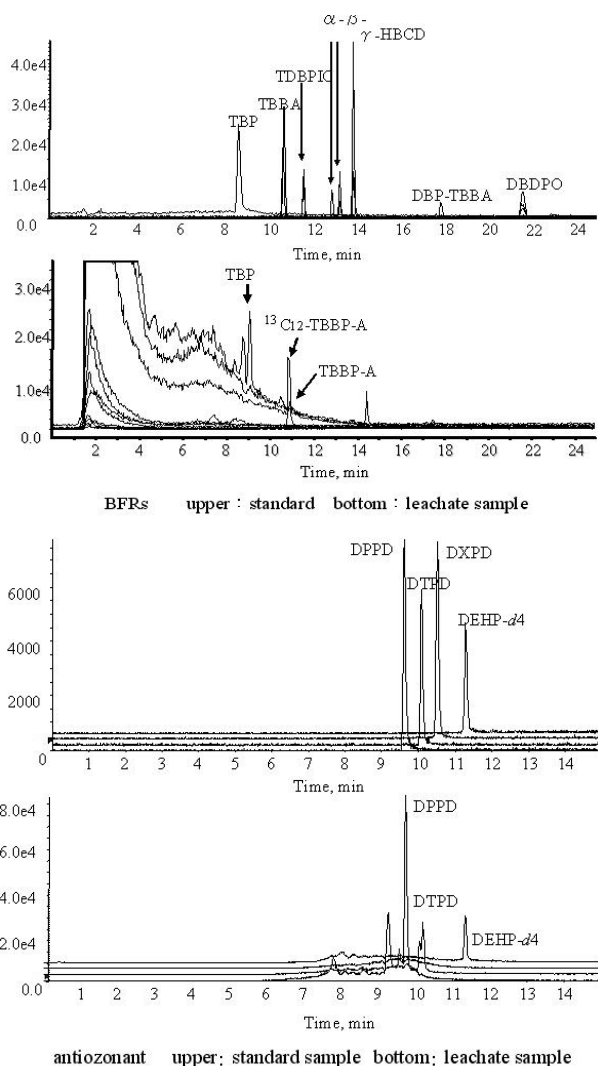 α - β -
γ -HBCD
4.0e4
TDBPIC
3.0e4
TBBA
TBP
2.0e4
1.0e4
DBP-TBBA
DBDPO
0.0
2 4 6 8 10 12 14 16 18 20 22 24
Time, min
TBP
3.0e4
13C12-TBBP-A
2.0e4
TBBP-A
1.0e4
0.0
2 4 6 8 10 12 14 16 18 20 22 24
Time, min
BFRs upper : standard bottom : leachate sample
DPPD
DXPD
DTPD
6000
DEHP-d4
4000
2000
0
1 2 3 4 5 6 7 8 9 10 11 12 13 14
Time, min
DPPD
8.0e4
6.0e4
4.0e4
DTPD
2.0e4
DEHP-d4
0.0
1 2 3 4 5 6 7 8 9 10 11 12 13 14
Time, min
antiozonant upper: standard sample bottom: leachate sample